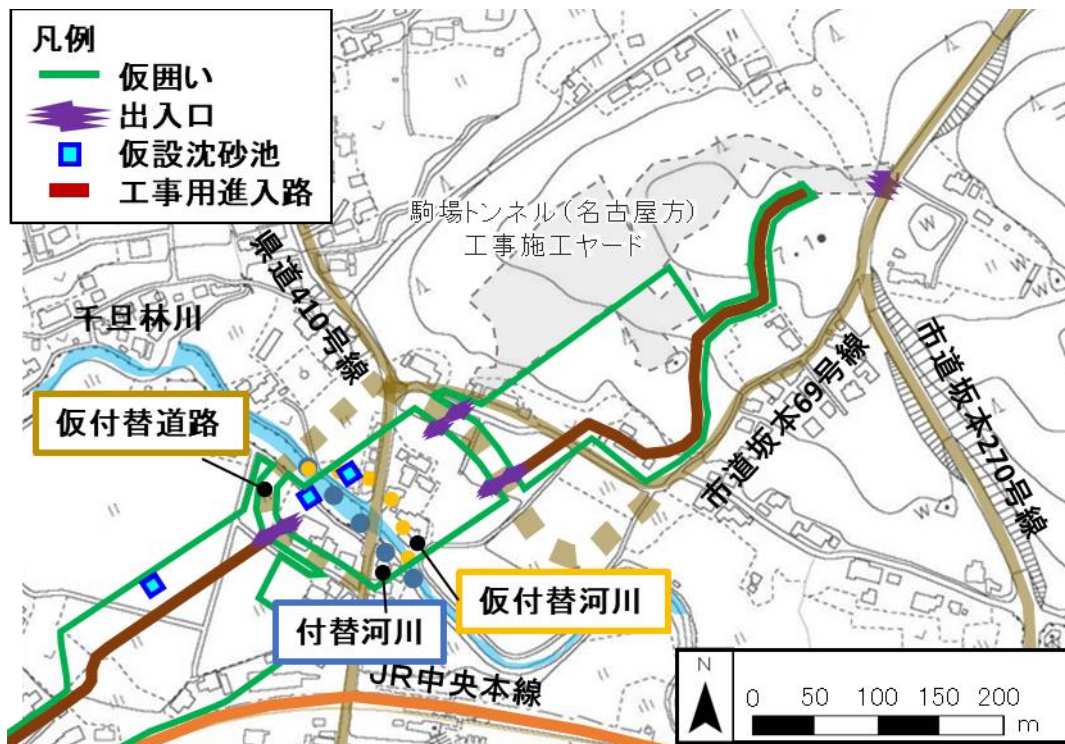 凡例
仮囲い
出入口
仮設沈砂池
工事用進入路
駒場トンネル(名古屋方)
工事施工ヤード
県道410号線
千旦林川
仮付替道路
市道坂本69号線
市道坂本270号線
仮付替河川
付替河川
JR中央本線
N
0 50 100 150 200
m